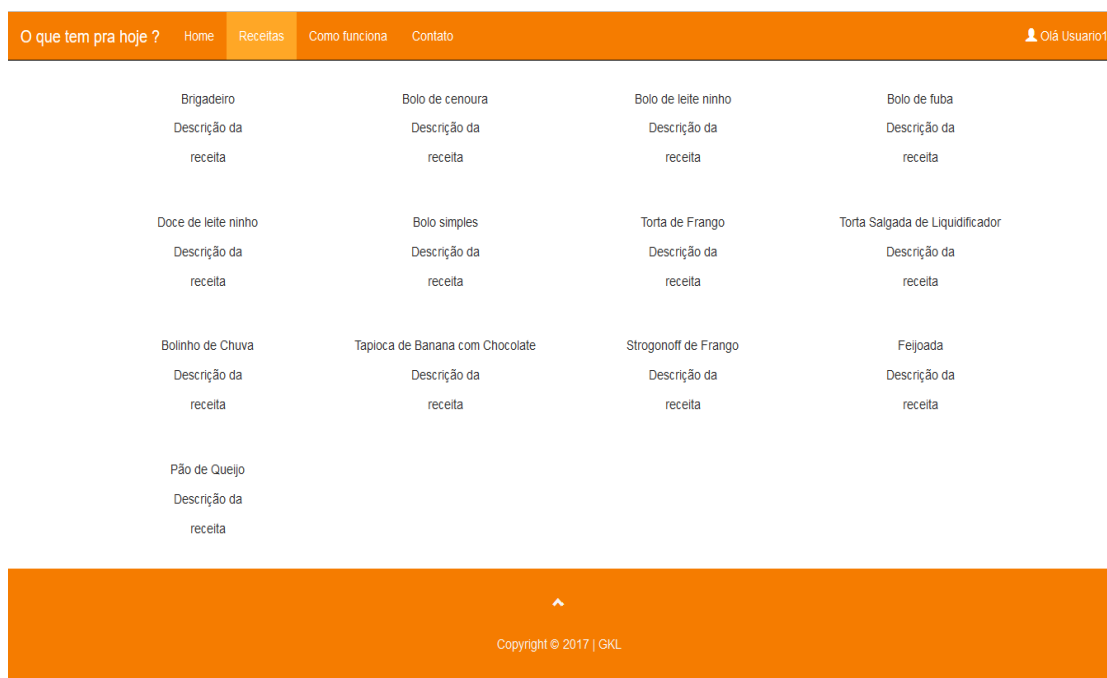 O que tem pra hoje ? Home Receitas Como funciona Contato Olá Usuario1
Brigadeiro Bolo de cenoura Bolo de leite ninho Bolo de fuba
Descrição da Descrição da Descrição da Descrição da
receita receita receita receita
Doce de leite ninho Bolo simples Torta de Frango Torta Salgada de Liquidificador
Descrição da Descrição da Descrição da Descrição da
receita receita receita receita
Bolinho de Chuva Tapioca de Banana com Chocolate Strogonoff de Frango Feijoada
Descrição da Descrição da Descrição da Descrição da
receita receita receita receita
Pão de Queijo
Descrição da
receita
Copyright © 2017 | GKL